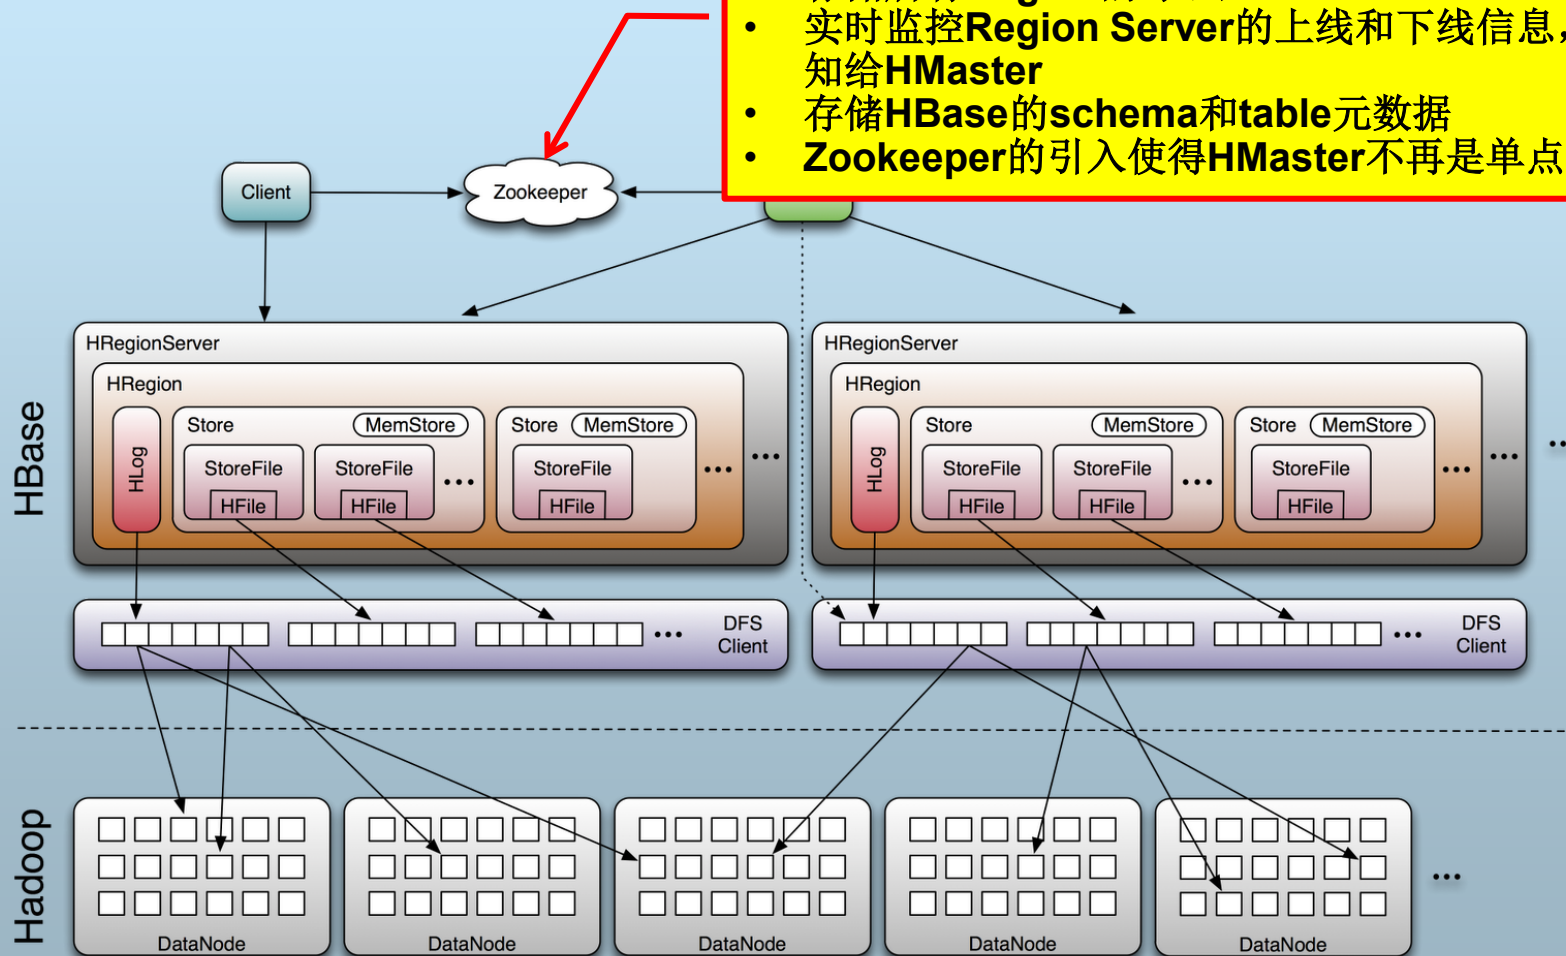 • 实时监控Region Server的上线和下线信息，
知给HMaster
• 存储HBase的schema和table元数据
• Zookeeper的引入使得HMaster不再是单点
Client
Zookeeper
HBase
HRegionServer
HRegion
HLog
Store
MemStore
StoreFile
HFile
StoreFile
HFile
...
Store
MemStore
StoreFile
HFile
...
...
HRegionServer
HRegion
HLog
Store
MemStore
StoreFile
HFile
StoreFile
HFile
...
Store
MemStore
StoreFile
HFile
...
...
...
DFS
Client
...
DFS
Client
Hadoop
DataNode
DataNode
DataNode
DataNode
DataNode
...